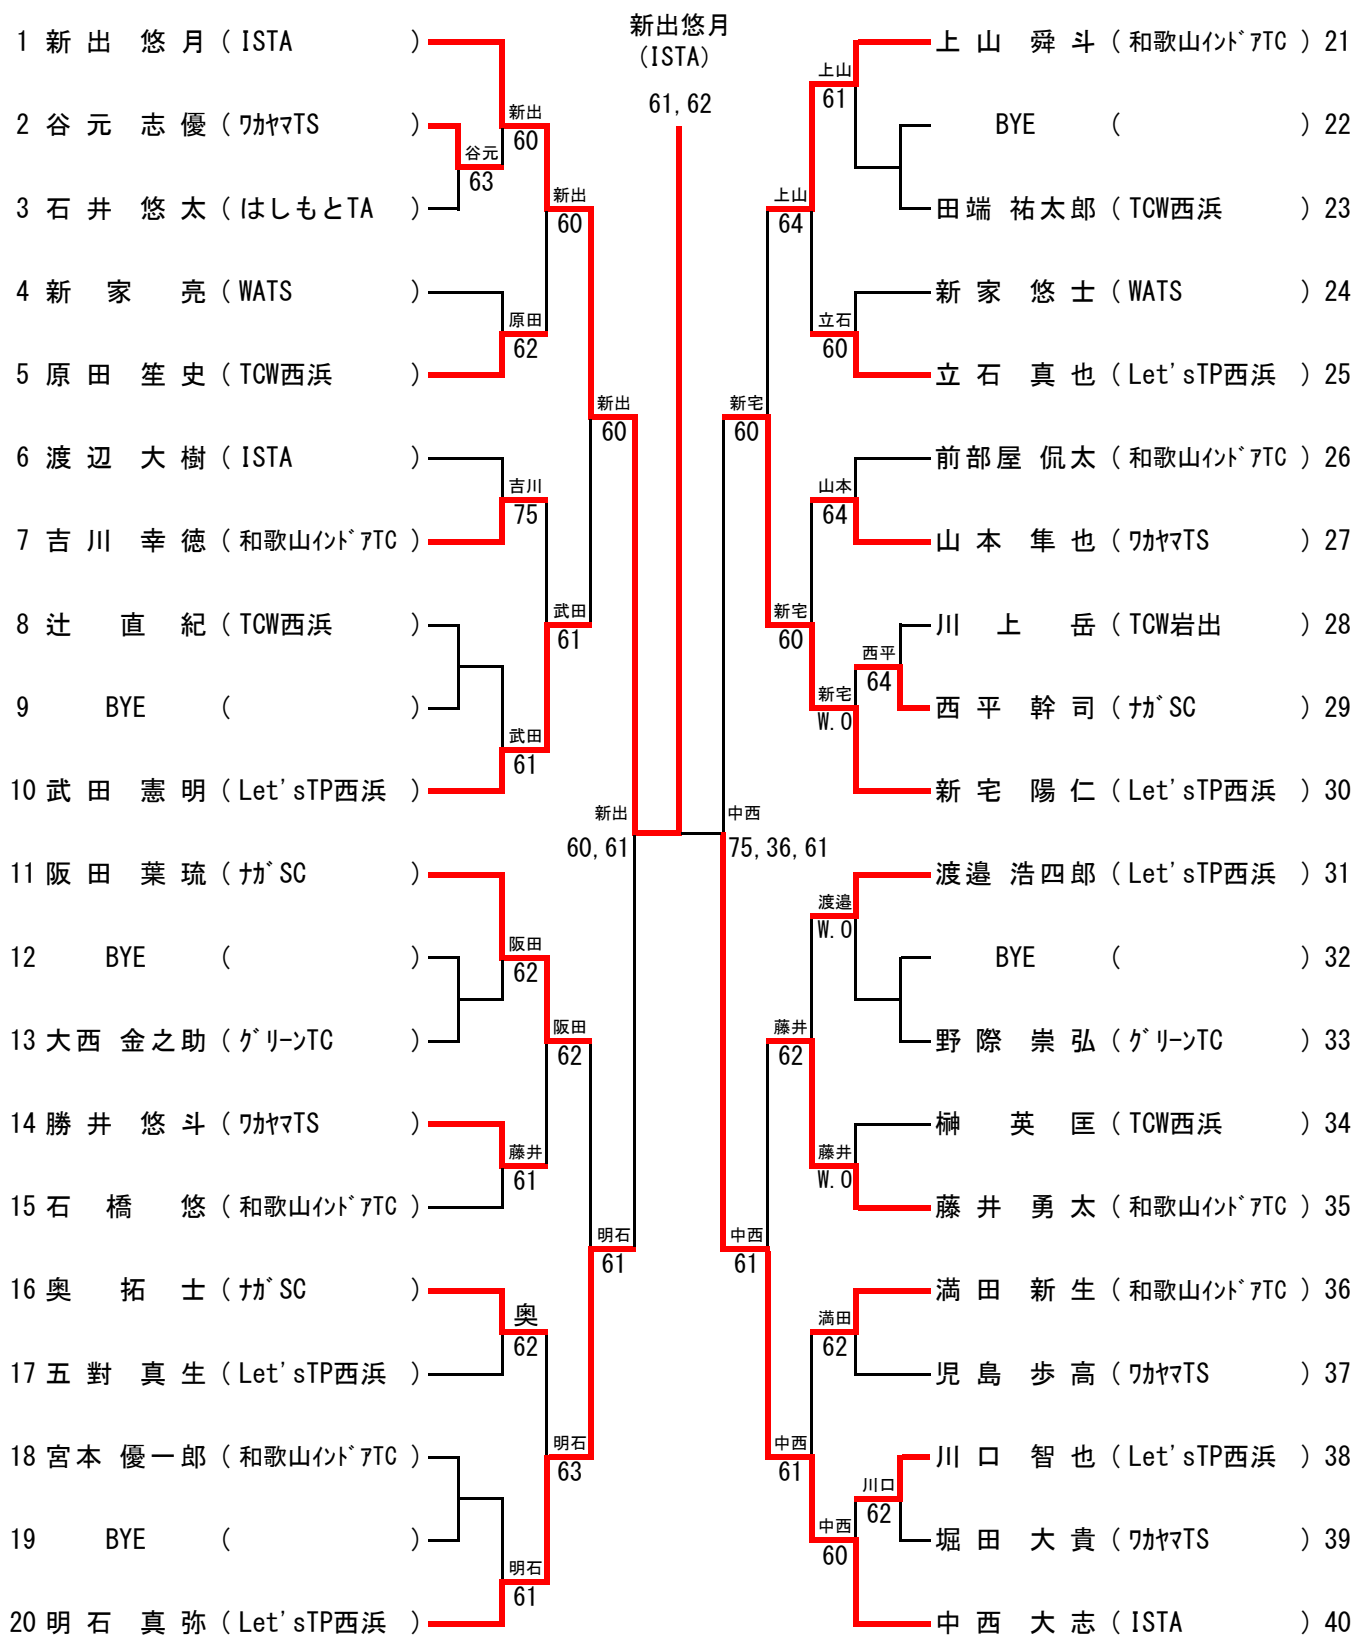 新出悠月
(ISTA)
61,62
1 新出 悠月 (ISTA)
2 谷元 志優 (ワカヤマTS)
3 石井 悠太 (はしもとTA)
4 新家 亮 (WATS)
5 原田 笙史 (TCW西浜)
6 渡辺 大樹 (ISTA)
7 吉川 幸徳 (和歌山インドアTC)
8 辻 直紀 (TCW西浜)
9 BYE ( )
10 武田 憲明 (Let'sTP西浜)
11 阪田 葉琉 (ナガSC)
12 BYE ( )
13 大西 金之助 (グリーンTC)
14 勝井 悠斗 (ワカヤマTS)
15 石橋 悠 (和歌山インドアTC)
16 奥 拓士 (ナガSC)
17 五對 真生 (Let'sTP西浜)
18 宮本 優一郎 (和歌山インドアTC)
19 BYE ( )
20 明石 真弥 (Let'sTP西浜)
谷元
63
新出
60
原田
62
吉川
75
武田
61
阪田
62
藤井
61
奥
62
明石
61
新出
60
武田
61
阪田
62
明石
63
新出
60
明石
61
新出
60,61
中西
75,36,61
新宅
60
中西
61
上山
64
新宅
60
藤井
62
中西
61
上山
61
立石
60
山本
64
新宅
W.O
渡邉
W.O
藤井
W.O
満田
62
中西
60
西平
64
川口
62
上山 舜斗 (和歌山インドアTC) 21
BYE ( ) 22
田端 祐太郎 (TCW西浜) 23
新家 悠士 (WATS) 24
立石 真也 (Let'sTP西浜) 25
前部屋 侃太 (和歌山インドアTC) 26
山本 隼也 (ワカヤマTS) 27
川上 岳 (TCW岩出) 28
西平 幹司 (ナガSC) 29
新宅 陽仁 (Let'sTP西浜) 30
渡邉 浩四郎 (Let'sTP西浜) 31
BYE ( ) 32
野際 崇弘 (グリーンTC) 33
榊 英匡 (TCW西浜) 34
藤井 勇太 (和歌山インドアTC) 35
満田 新生 (和歌山インドアTC) 36
児島 歩高 (ワカヤマTS) 37
川口 智也 (Let'sTP西浜) 38
堀田 大貴 (ワカヤマTS) 39
中西 大志 (ISTA) 40